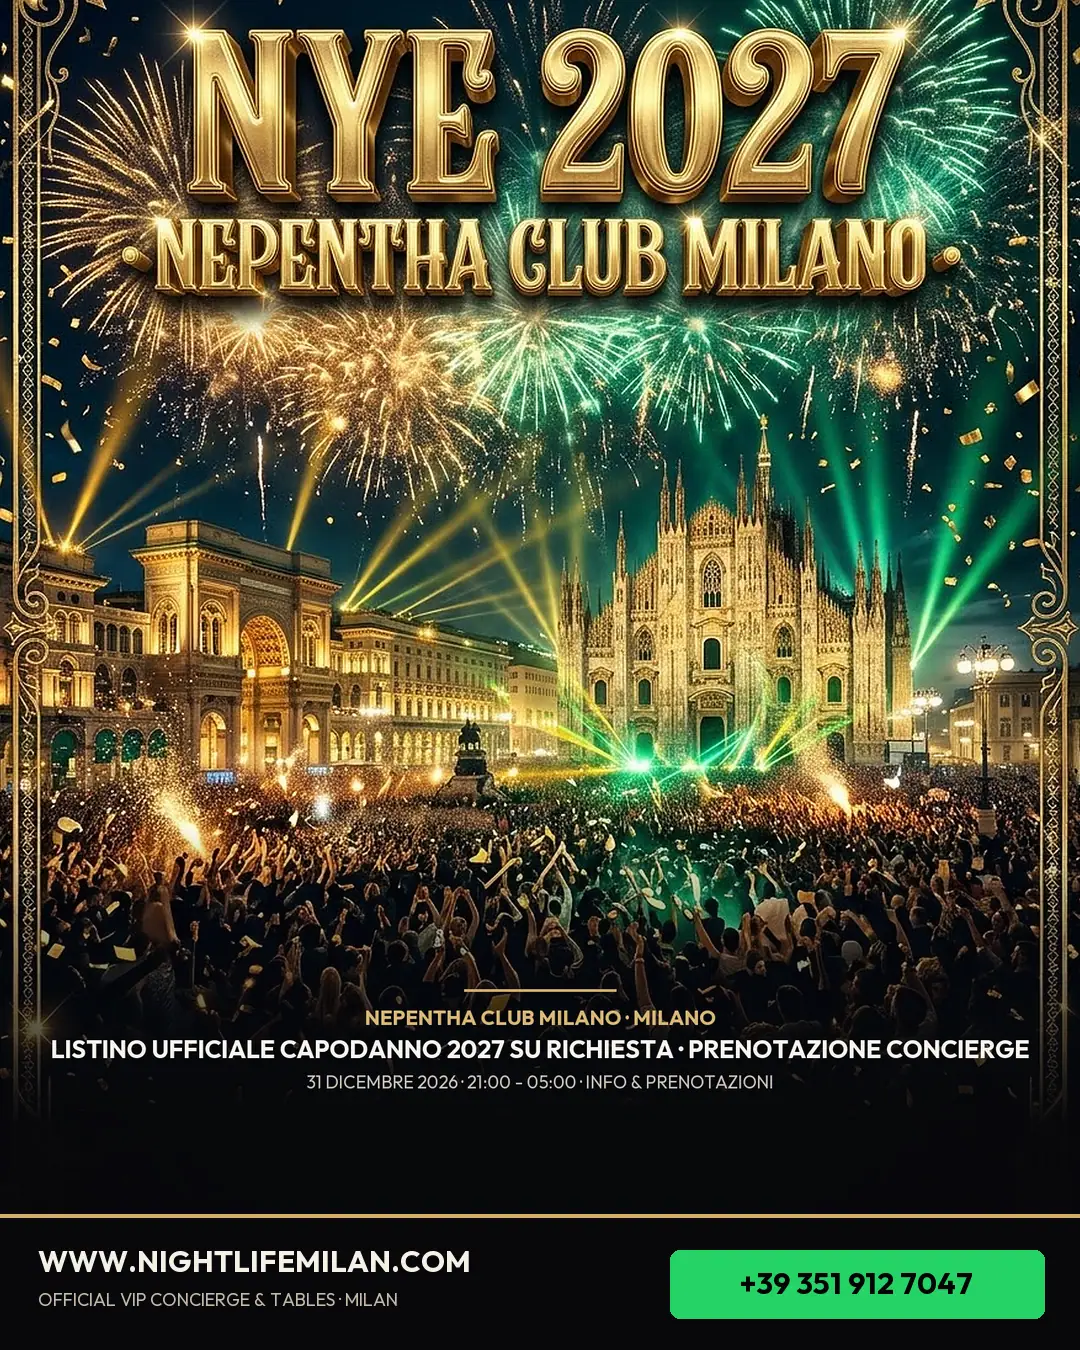 NYE 2027
• NEPENTHA CLUB MILANO •
NEPENTHA CLUB MILANO · MILANO
LISTINO UFFICIALE CAPODANNO 2027 SU RICHIESTA · PRENOTAZIONE CONCIERGE
31 DICEMBRE 2026 · 21:00 - 05:00 · INFO & PRENOTAZIONI
WWW.NIGHTLIFEMILAN.COM
OFFICIAL VIP CONCIERGE & TABLES · MILAN
+39 351 912 7047